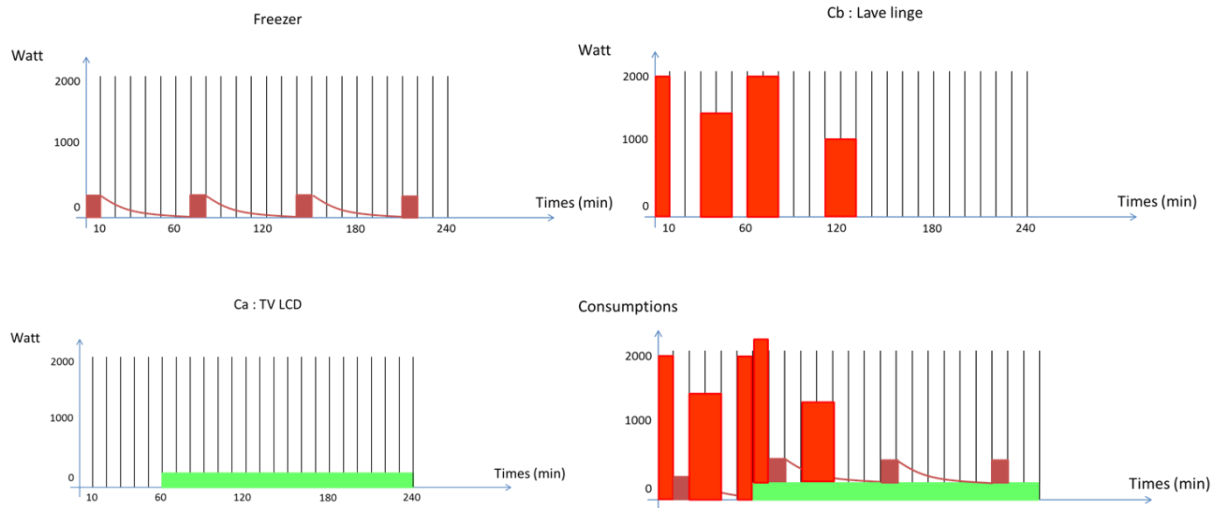 Freezer
Watt
2000
1000
0
Times (min)
10 60 120 180 240
Cb : Lave linge
Watt
2000
1000
0
Times (min)
10 60 120 180 240
Ca : TV LCD
Watt
2000
1000
0
Times (min)
10 60 120 180 240
Consumptions
2000
1000
0
Times (min)